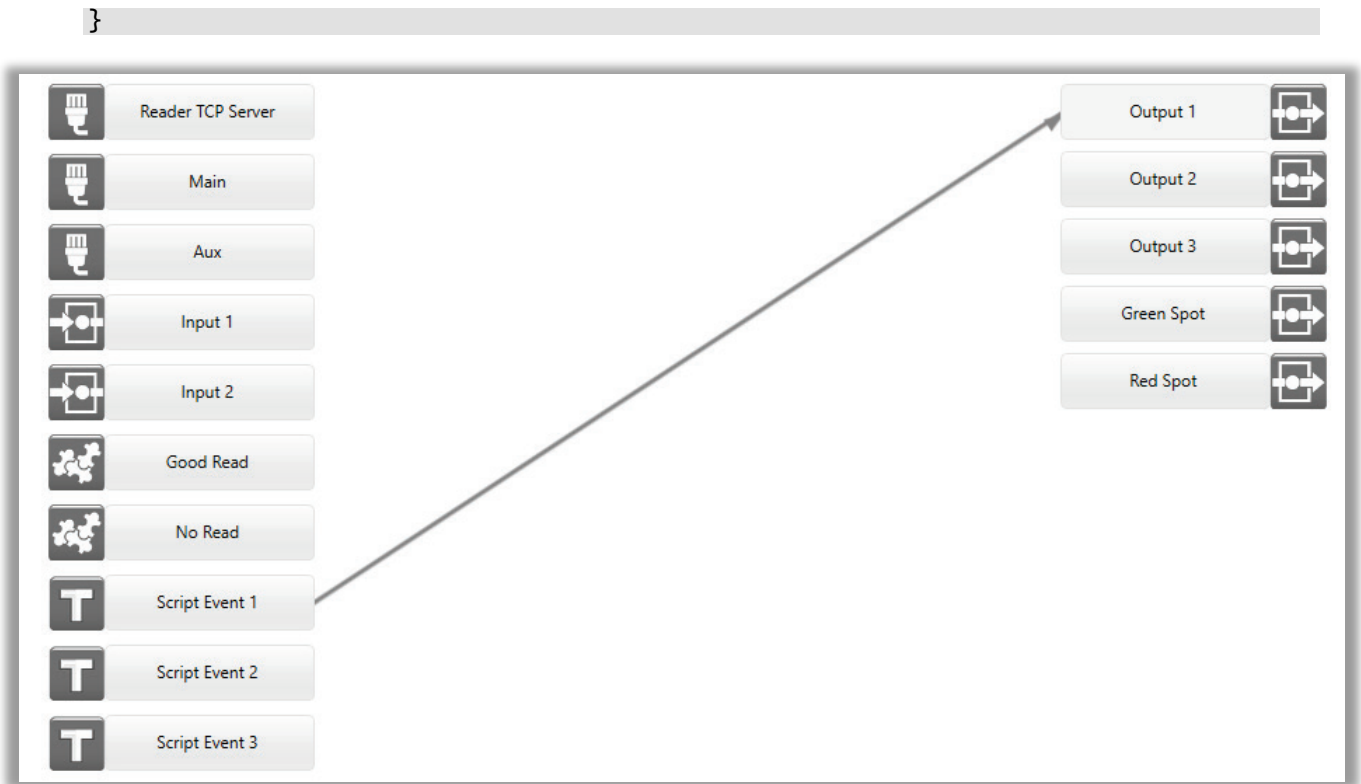 }
Reader TCP Server
Main
Aux
Input 1
Input 2
Good Read
No Read
Script Event 1
Script Event 2
Script Event 3
Output 1
Output 2
Output 3
Green Spot
Red Spot